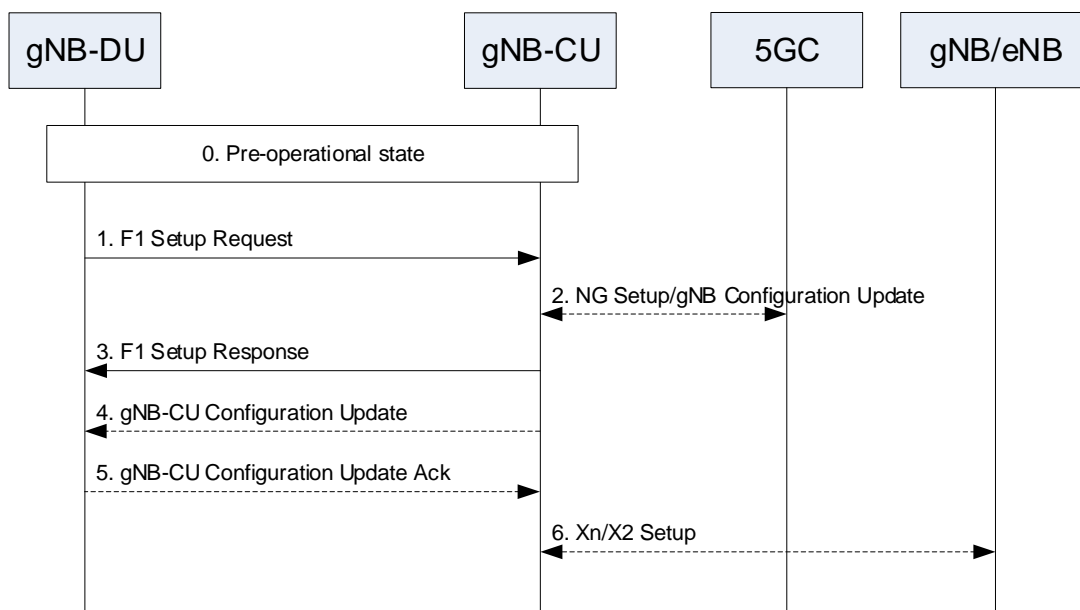 gNB-DU
gNB-CU
5GC
gNB/eNB
0. Pre-operational state
1. F1 Setup Request
2. NG Setup/gNB Configuration Update
3. F1 Setup Response
4. gNB-CU Configuration Update
5. gNB-CU Configuration Update Ack
6. Xn/X2 Setup